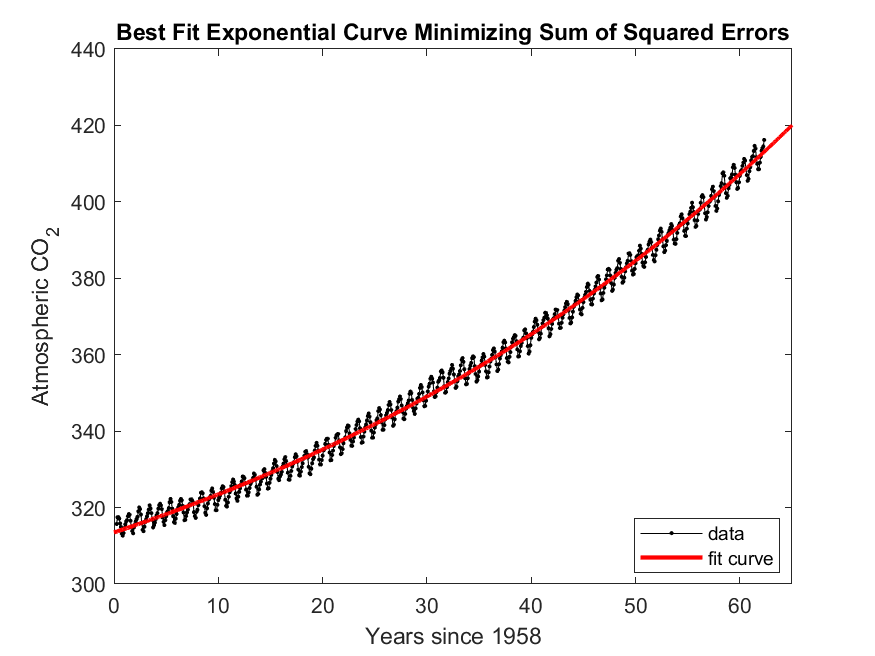 Best Fit Exponential Curve Minimizing Sum of Squared Errors
440
420
400
380
360
340
320
300
Atmospheric CO2
0 10 20 30 40 50 60
Years since 1958
data
fit curve